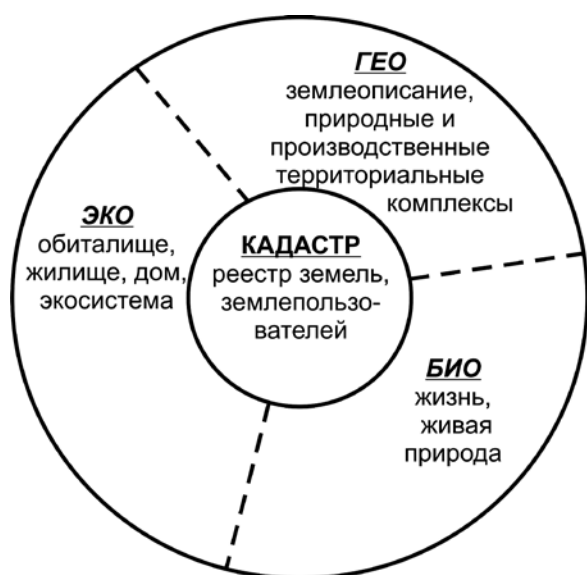 ГЕО
землеописание,
природные и
производственные
территориальные
комплексы
ЭКО
обиталище,
жилище, дом,
экосистема
КАДАСТР
реестр земель,
землепользо-
вателей
БИО
жизнь,
живая
природа